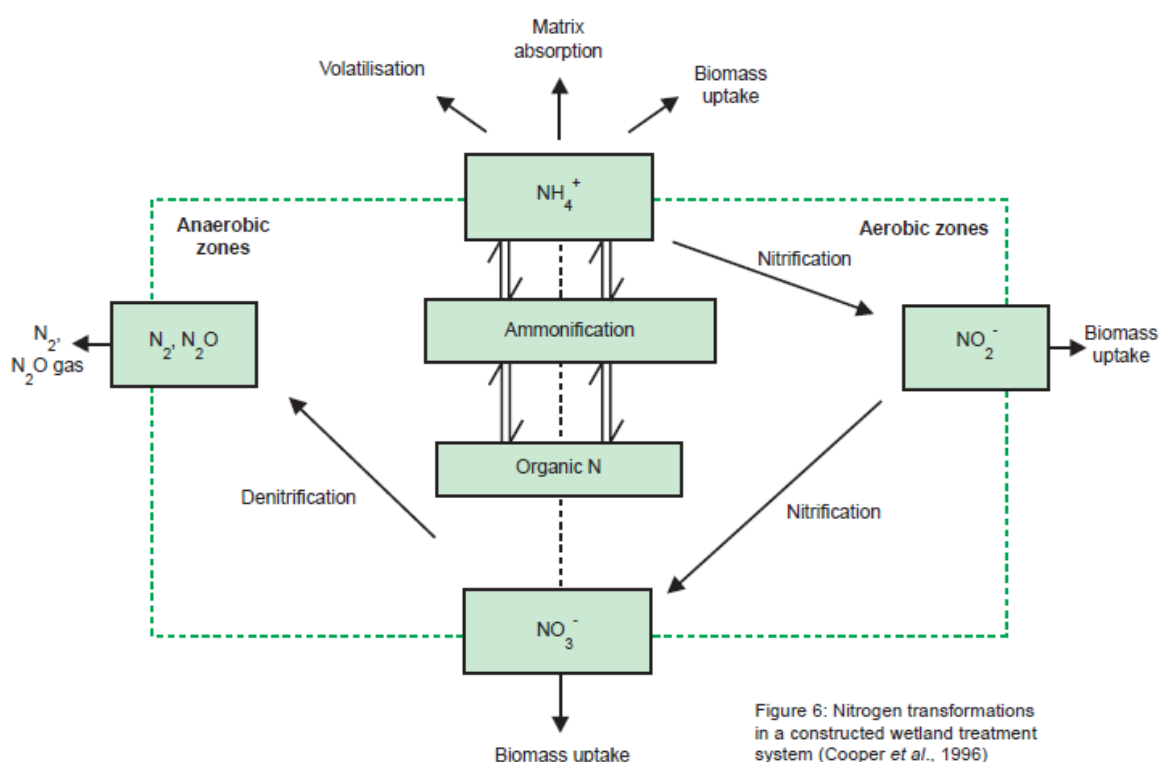 Matrix
absorption
Volatilisation
Biomass
uptake
NH₄⁺
Anaerobic
zones
Aerobic zones
Nitrification
Ammonification
N₂, N₂O
N₂,
N₂O gas
NO₂⁻
Biomass
uptake
Organic N
Denitrification
Nitrification
NO₃⁻
Biomass uptake
Figure 6: Nitrogen transformations
in a constructed wetland treatment
system (Cooper et al., 1996)